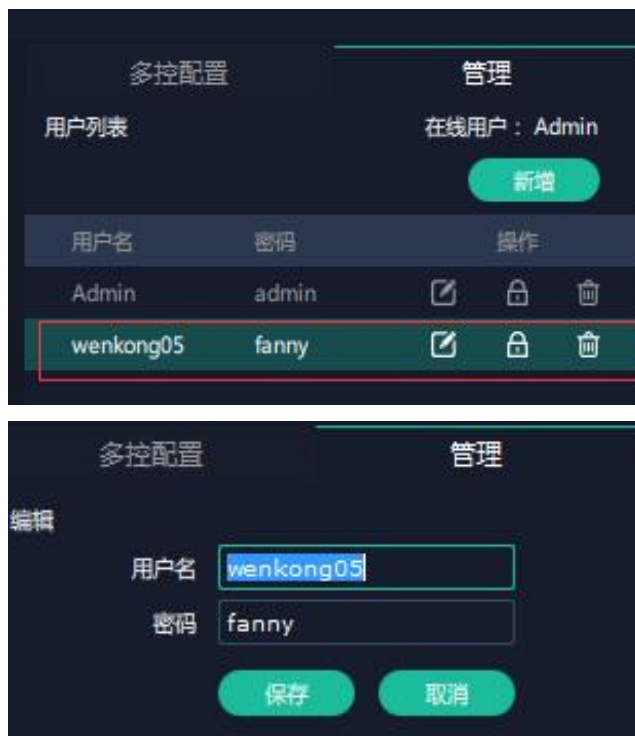 多控配置 管理
用户列表 在线用户： Admin
新增
用户名 密码 操作
Admin admin
wenkong05 fanny
多控配置 管理
编辑
用户名 wenkong05
密码 fanny
保存 取消